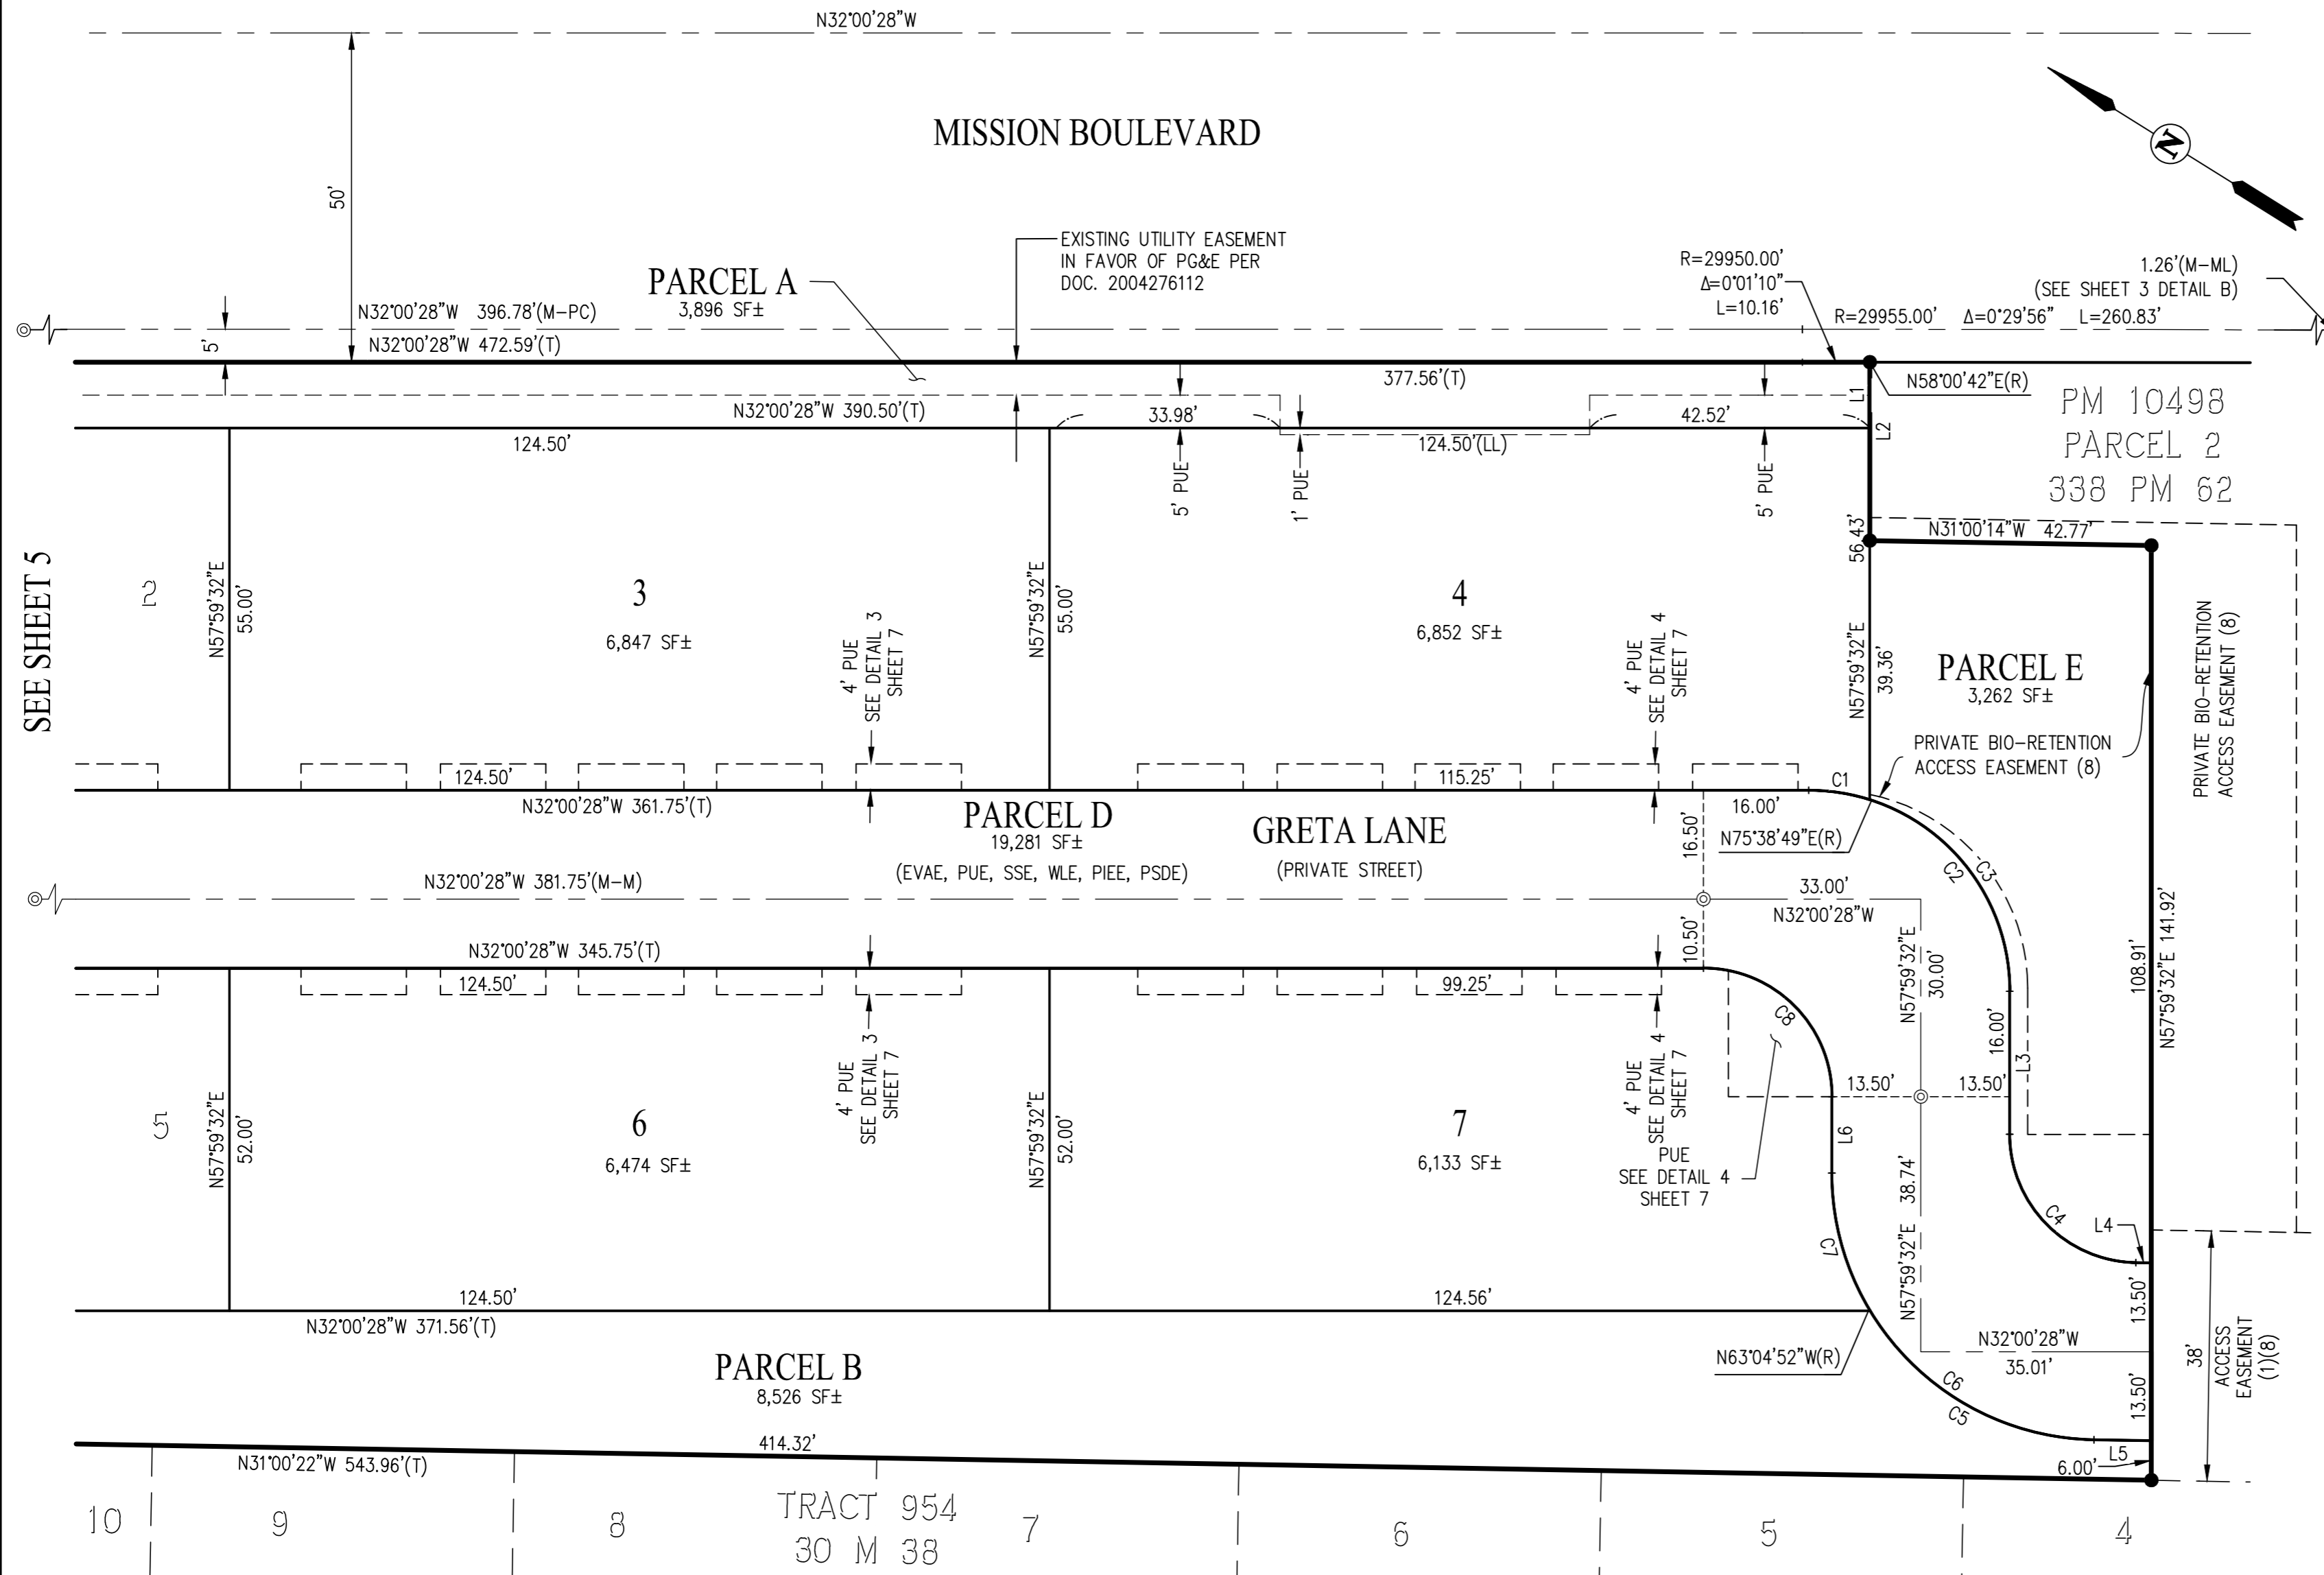 N32°00'28"W
MISSION BOULEVARD
N
50'
EXISTING UTILITY EASEMENT
IN FAVOR OF PG&E PER
DOC. 2004276112
PARCEL A
3,896 SF±
R=29950.00'
Δ=0°01'10"
L=10.16'
1.26'(M-ML)
(SEE SHEET 3 DETAIL B)
N32°00'28"W 396.78'(M-PC)
R=29955.00' Δ=0°29'56" L=260.83'
5'
N32°00'28"W 472.59'(T)
377.56'(T)
N58°00'42"E(R)
L1
N32°00'28"W 390.50'(T)
33.98'
42.52'
L2
124.50'
124.50'(LL)
5' PUE
1' PUE
5' PUE
PM 10498
PARCEL 2
338 PM 62
N31°00'14"W 42.77'
56.43'
SEE SHEET 5
2
N57°59'32"E
55.00'
3
6,847 SF±
N57°59'32"E
55.00'
4
6,852 SF±
4' PUE
SEE DETAIL 3
SHEET 7
4' PUE
SEE DETAIL 4
SHEET 7
N57°59'32"E
39.36'
PARCEL E
3,262 SF±
PRIVATE BIO-RETENTION
ACCESS EASEMENT (8)
PRIVATE BIO-RETENTION
ACCESS EASEMENT (8)
124.50'
115.25'
C1
N32°00'28"W 361.75'(T)
16.00'
PARCEL D
19,281 SF±
(EVAE, PUE, SSE, WLE, PIEE, PSDE)
GRETA LANE
(PRIVATE STREET)
16.50'
N75°38'49"E(R)
C2
C3
N32°00'28"W 381.75'(M-M)
33.00'
N32°00'28"W
N32°00'28"W 345.75'(T)
10.50'
N57°59'32"E
30.00'
108.91'
N57°59'32"E 141.92'
124.50'
99.25'
C8
16.00'
L3
5
N57°59'32"E
52.00'
6
6,474 SF±
4' PUE
SEE DETAIL 3
SHEET 7
N57°59'32"E
52.00'
7
6,133 SF±
4' PUE
SEE DETAIL 4
SHEET 7
13.50'
13.50'
L6
PUE
SEE DETAIL 4
SHEET 7
N57°59'32"E 38.74'
C4
L4
C7
13.50'
124.50'
124.56'
N32°00'28"W 371.56'(T)
N32°00'28"W
35.01'
PARCEL B
8,526 SF±
N63°04'52"W(R)
C6
C5
13.50'
38'
ACCESS
EASEMENT
(1)(8)
414.32'
N31°00'22"W 543.96'(T)
L5
6.00'
10
9
8
TRACT 954
30 M 38
7
6
5
4